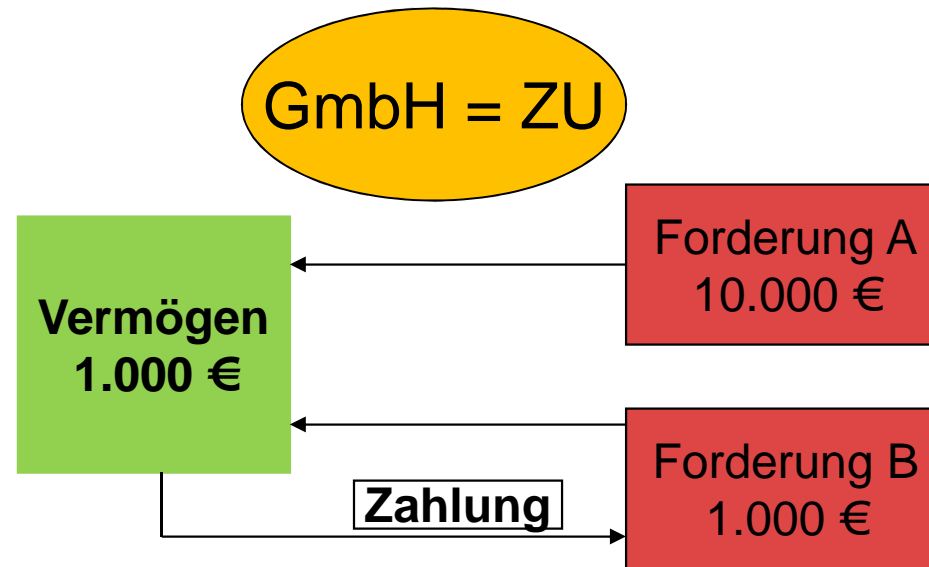 GmbH = ZU
Forderung A
10.000 €
Vermögen
1.000 €
Forderung B
1.000 €
Zahlung